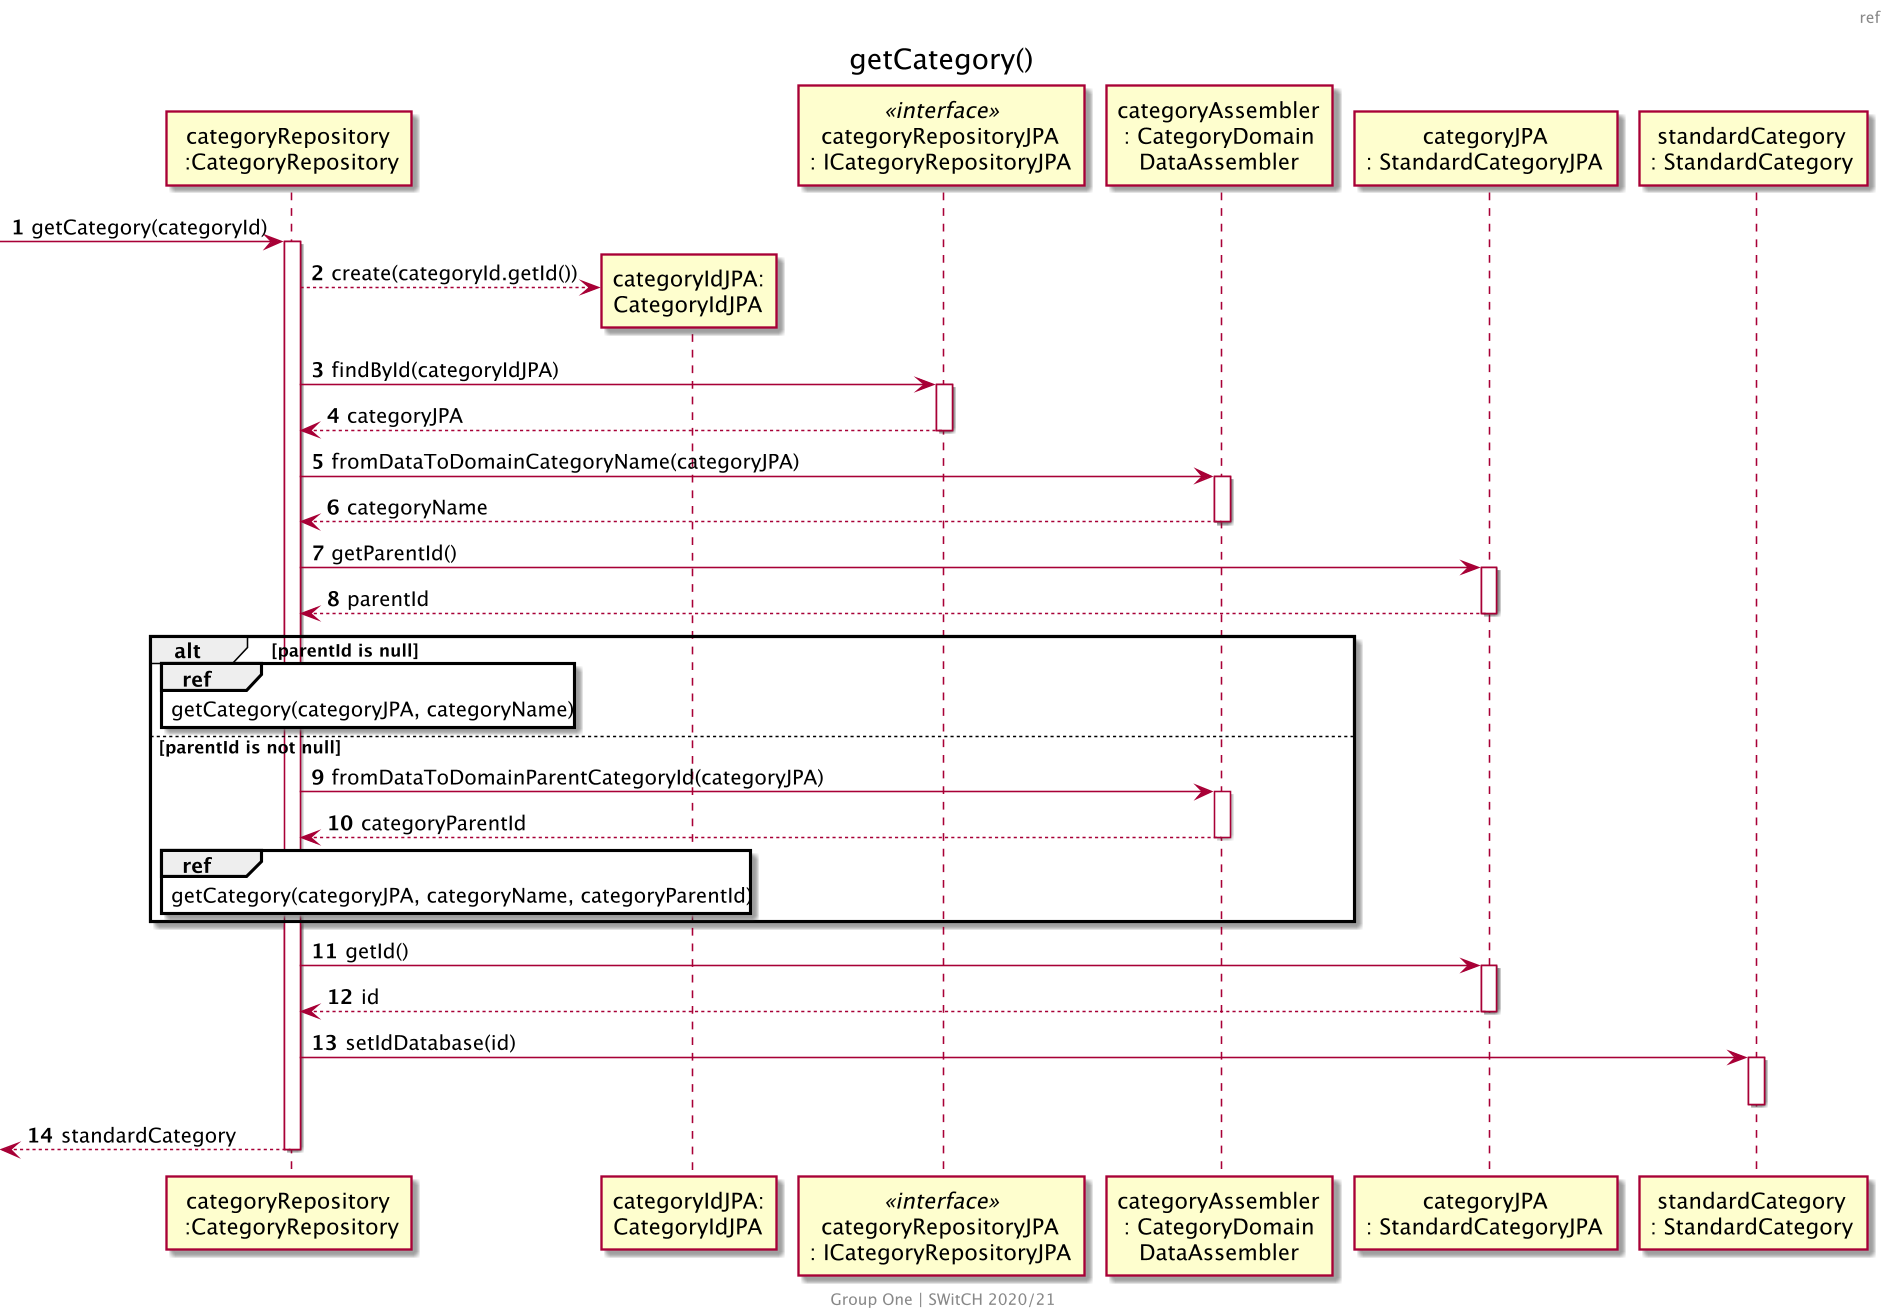 ref
getCategory()
categoryRepository
:CategoryRepository
«interface»
categoryRepositoryJPA
: ICategoryRepositoryJPA
categoryAssembler
: CategoryDomain
DataAssembler
categoryJPA
: StandardCategoryJPA
standardCategory
: StandardCategory
1 getCategory(categoryId)
2 create(categoryId.getId())
categoryIdJPA:
CategoryIdJPA
3 findById(categoryIdJPA)
4 categoryJPA
5 fromDataToDomainCategoryName(categoryJPA)
6 categoryName
7 getParentId()
8 parentId
alt [parentId is null]
ref
getCategory(categoryJPA, categoryName)
[parentId is not null]
9 fromDataToDomainParentCategoryId(categoryJPA)
10 categoryParentId
ref
getCategory(categoryJPA, categoryName, categoryParentId)
11 getId()
12 id
13 setIdDatabase(id)
14 standardCategory
categoryRepository
:CategoryRepository
categoryIdJPA:
CategoryIdJPA
«interface»
categoryRepositoryJPA
: ICategoryRepositoryJPA
categoryAssembler
: CategoryDomain
DataAssembler
categoryJPA
: StandardCategoryJPA
standardCategory
: StandardCategory
Group One | SWitCH 2020/21